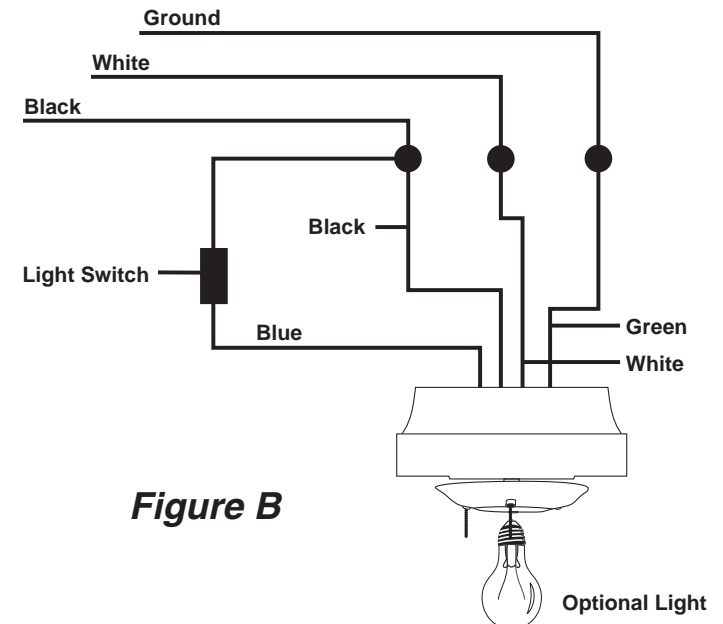 Ground
White
Black
Black
Light Switch
Blue
Green
White
Figure B
Optional Light